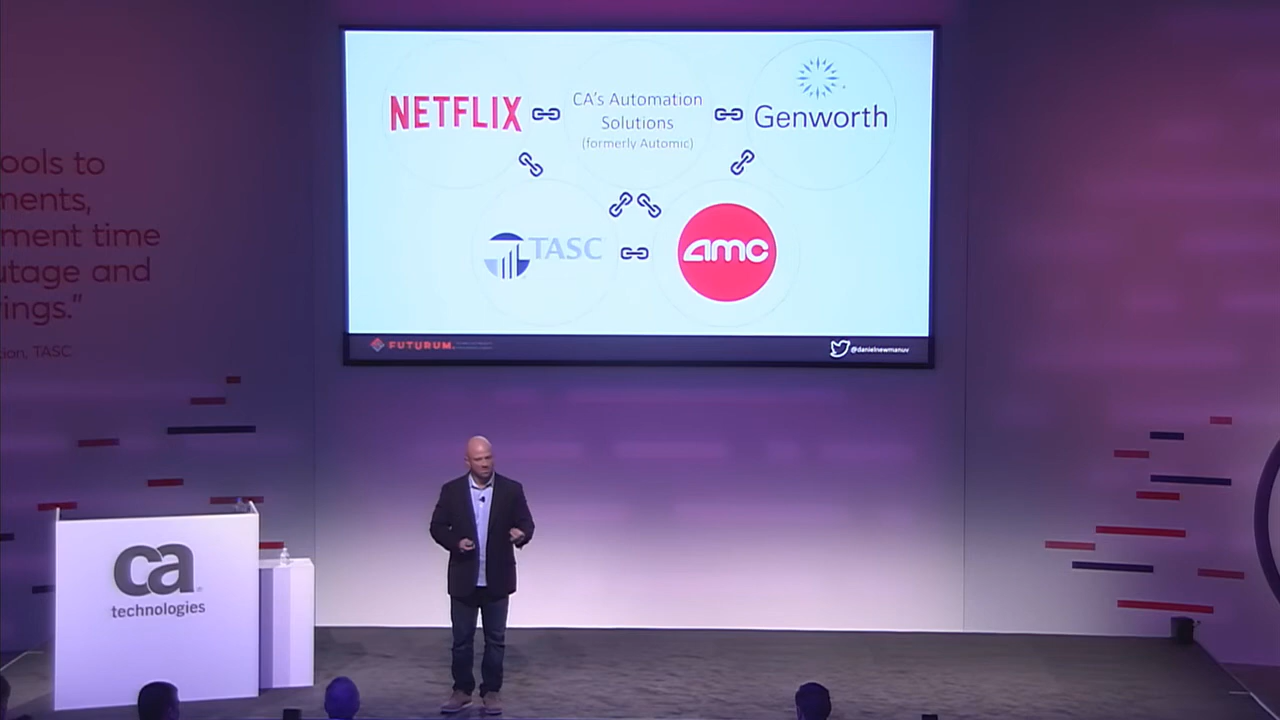 ools to
ments,
ment time
utage and
ings.”
ion, TASC
NETFLIX
CA's Automation
Solutions
(formerly Automic)
Genworth
TASC
amc
FUTURUM
@danielnewmanuv
ca
technologies